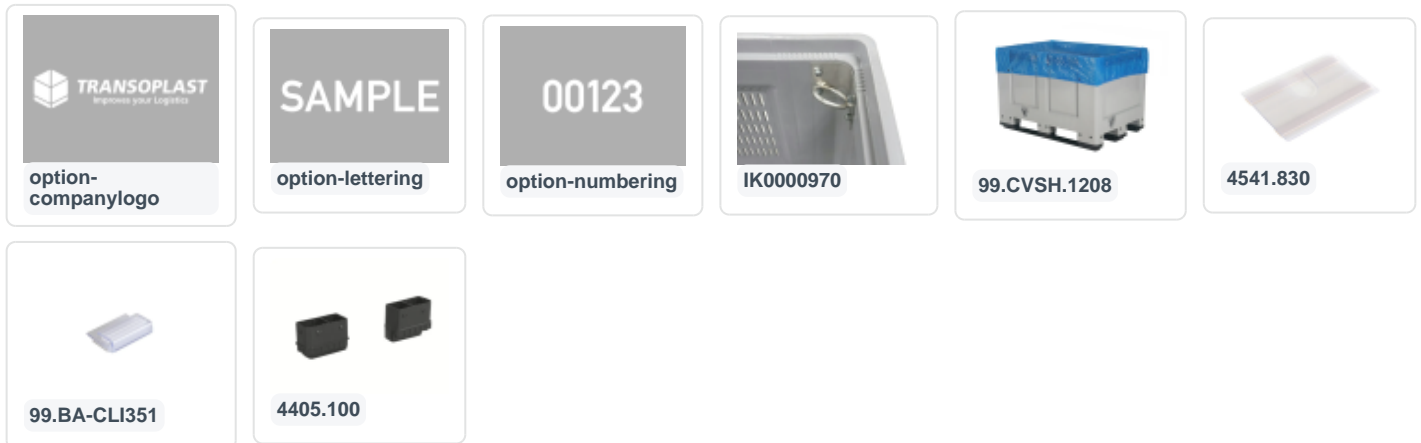 TRANSOPLAST
Improves your Logistics
option-
companylogo
SAMPLE
option-lettering
00123
option-numbering
IK0000970
99.CVSH.1208
4541.830
99.BA-CLI351
4405.100